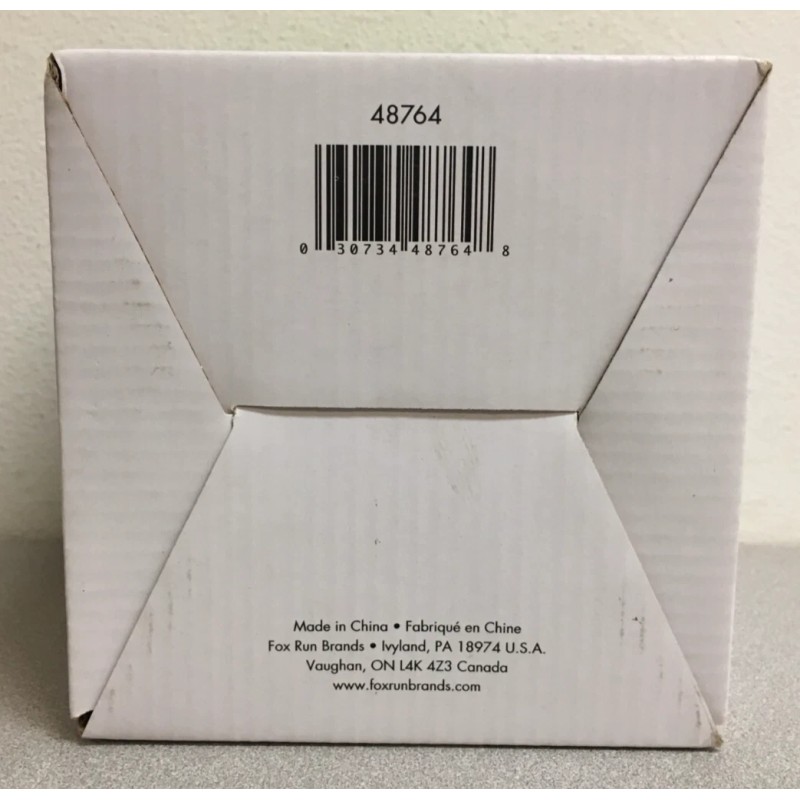 48764
0 30734 48764 8
Made in China • Fabriqué en Chine
Fox Run Brands • Ivyland, PA 18974 U.S.A.
Vaughan, ON L4K 4Z3 Canada
www.foxrunbrands.com